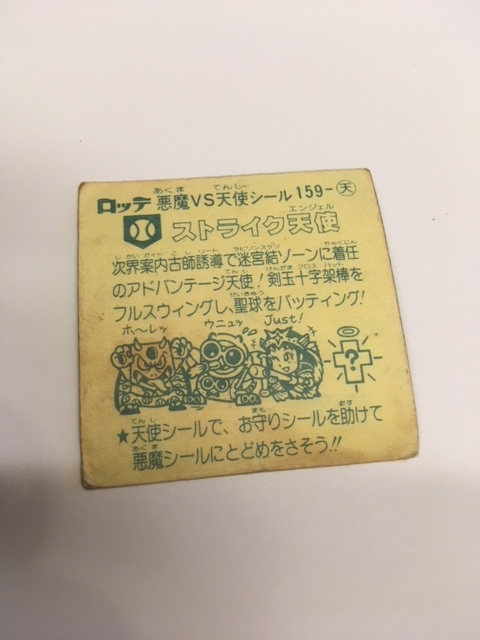 ロッテ 悪魔VS天使シール 159-天
ストライク天使
次界案内古師誘導で迷宮結ゾーンに着任
のアドバンテージ天使!剣玉十字架棒を
フルスウィングし、聖球をバッティング!
ホ〜レッ ウニュッ Just!
?
★天使シールで、お守りシールを助けて
悪魔シールにとどめをさそう!!